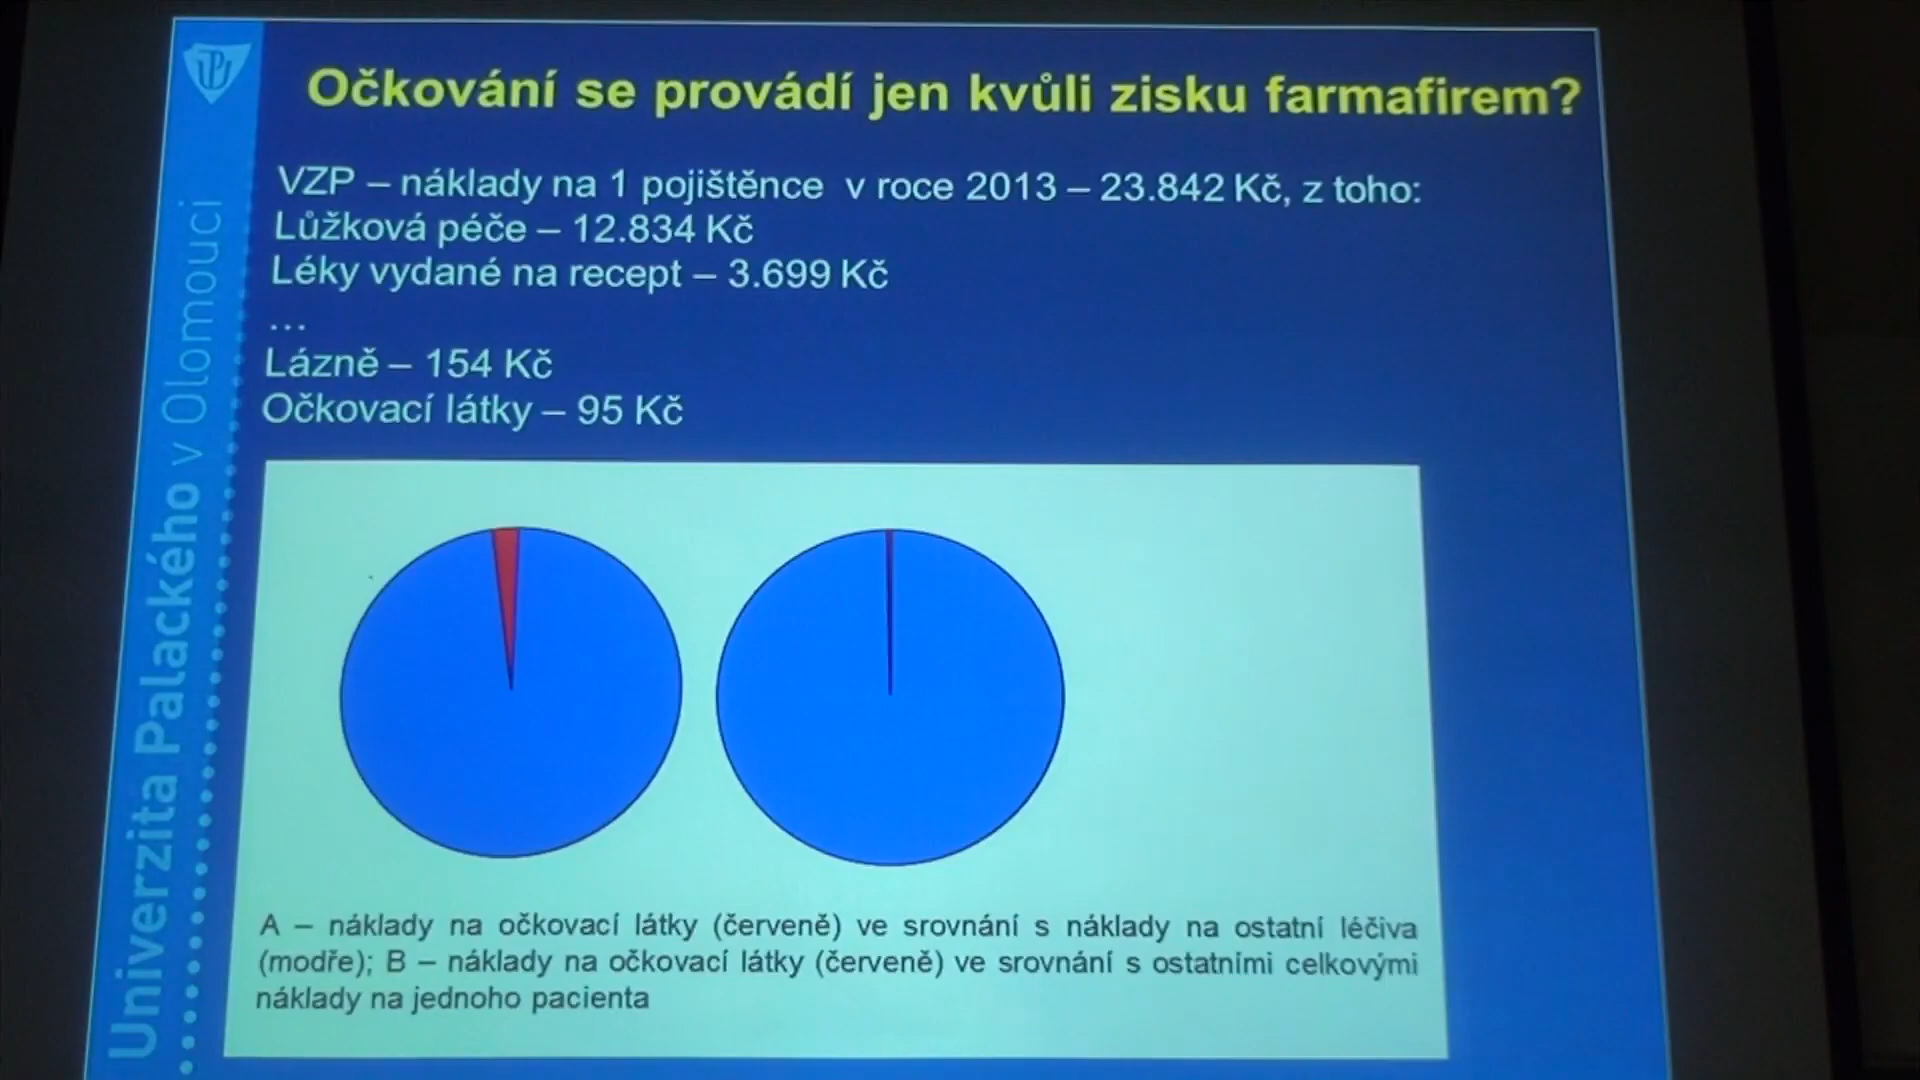 Očkování se provádí jen kvůli zisku farmafirem?
VZP – náklady na 1 pojištěnce v roce 2013 – 23.842 Kč, z toho:
Lůžková péče – 12.834 Kč
Léky vydané na recept – 3.699 Kč
…
Lázně – 154 Kč
Očkovací látky – 95 Kč
A – náklady na očkovací látky (červeně) ve srovnání s náklady na ostatní léčiva
(modře); B – náklady na očkovací látky (červeně) ve srovnání s ostatními celkovými
náklady na jednoho pacienta
Univerzita Palackého v Olomouci